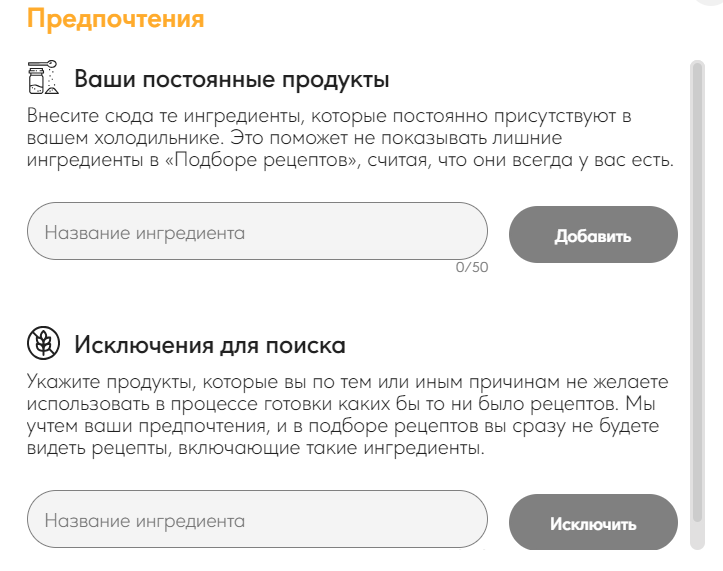 Предпочтения
Ваши постоянные продукты
Внесите сюда те ингредиенты, которые постоянно присутствуют в
вашем холодильнике. Это поможет не показывать лишние
ингредиенты в «Подборе рецептов», считая, что они всегда у вас есть.
Название ингредиента
Добавить
0/50
Исключения для поиска
Укажите продукты, которые вы по тем или иным причинам не желаете
использовать в процессе готовки каких бы то ни было рецептов. Мы
учтем ваши предпочтения, и в подборе рецептов вы сразу не будете
видеть рецепты, включающие такие ингредиенты.
Название ингредиента
Исключить